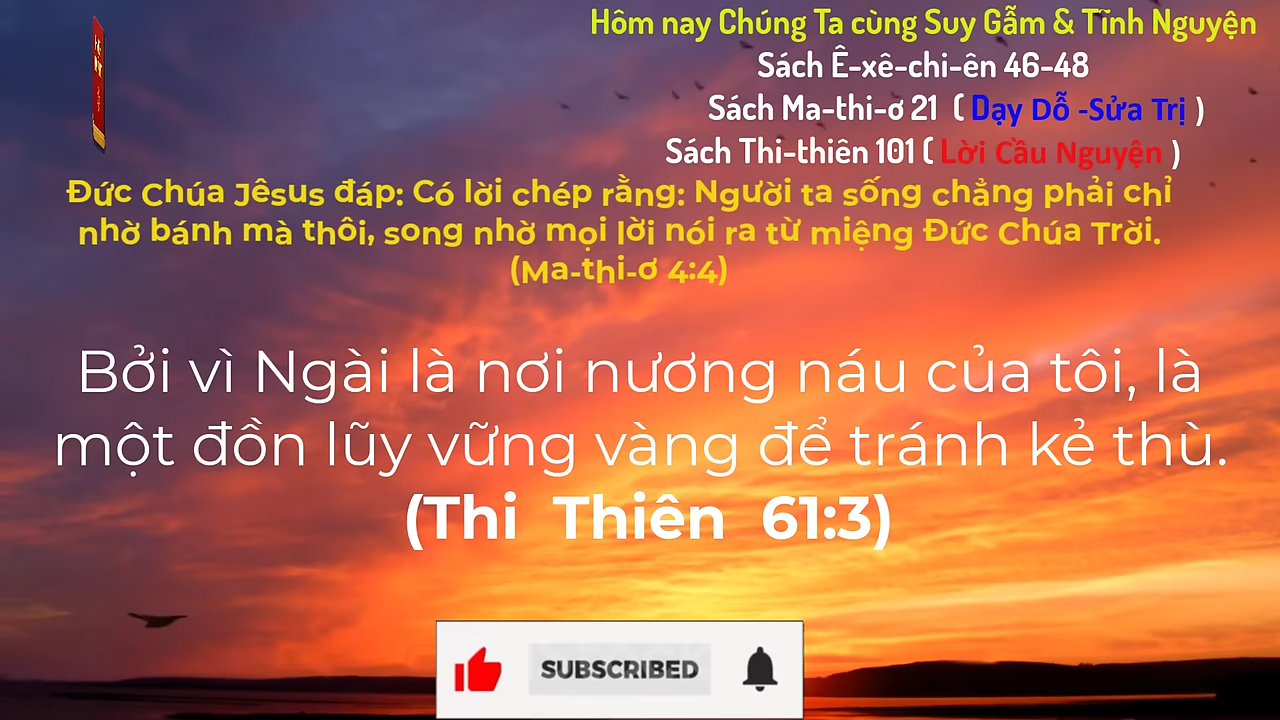 Hôm nay Chúng Ta cùng Suy Gẫm & Tĩnh Nguyện
Sách Ê-xê-chi-ên 46-48
Sách Ma-thi-ơ 21 ( Dạy Dỗ -Sửa Trị )
Sách Thi-thiên 101 ( Lời Cầu Nguyện )
Đức Chúa Jêsus đáp: Có lời chép rằng: Người ta sống chẳng phải chỉ
nhờ bánh mà thôi, song nhờ mọi lời nói ra từ miệng Đức Chúa Trời.
(Ma-thi-ơ 4:4)
Bởi vì Ngài là nơi nương náu của tôi, là
một đồn lũy vững vàng để tránh kẻ thù.
(Thi Thiên 61:3)
SUBSCRIBED